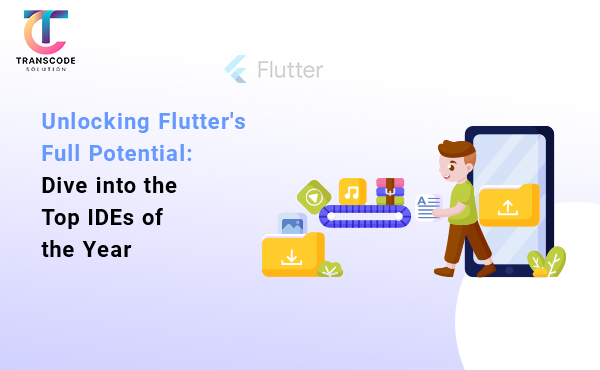 TRANSCODE
SOLUTION
Flutter
Unlocking Flutter's
Full Potential:
Dive into the
Top IDEs of
the Year
A